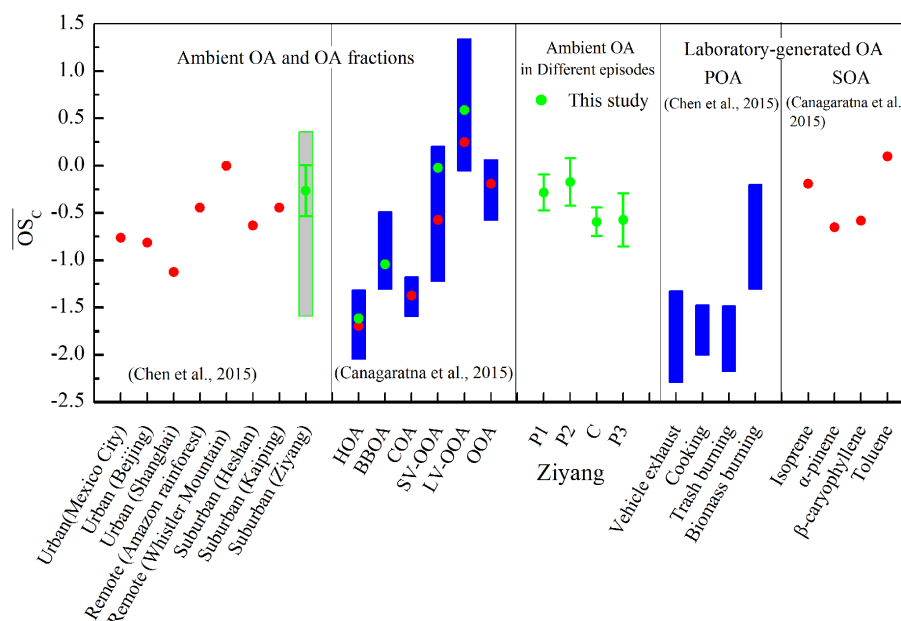 1.5
1.0
0.5
0.0
-0.5
-1.0
-1.5
-2.0
-2.5
OSC
Ambient OA and OA fractions
(Chen et al., 2015)
(Canagaratna et al., 2015)
Ambient OA
in Different episodes
This study
Laboratory-generated OA
POA
(Chen et al., 2015)
SOA
(Canagaratna et al.,
2015)
Urban(Mexico City)
Urban (Beijing)
Urban (Shanghai)
Remote (Amazon rainforest)
Remote (Whistler Mountain)
Suburban (Heshan)
Suburban (Kaiping)
Suburban (Ziyang)
HOA
BBOA
COA
SV-OOA
LV-OOA
OOA
P1
P2
C
P3
Ziyang
Vehicle exhaust
Cooking
Trash burning
Biomass burning
Isoprene
α-pinene
β-caryophyllene
Toluene